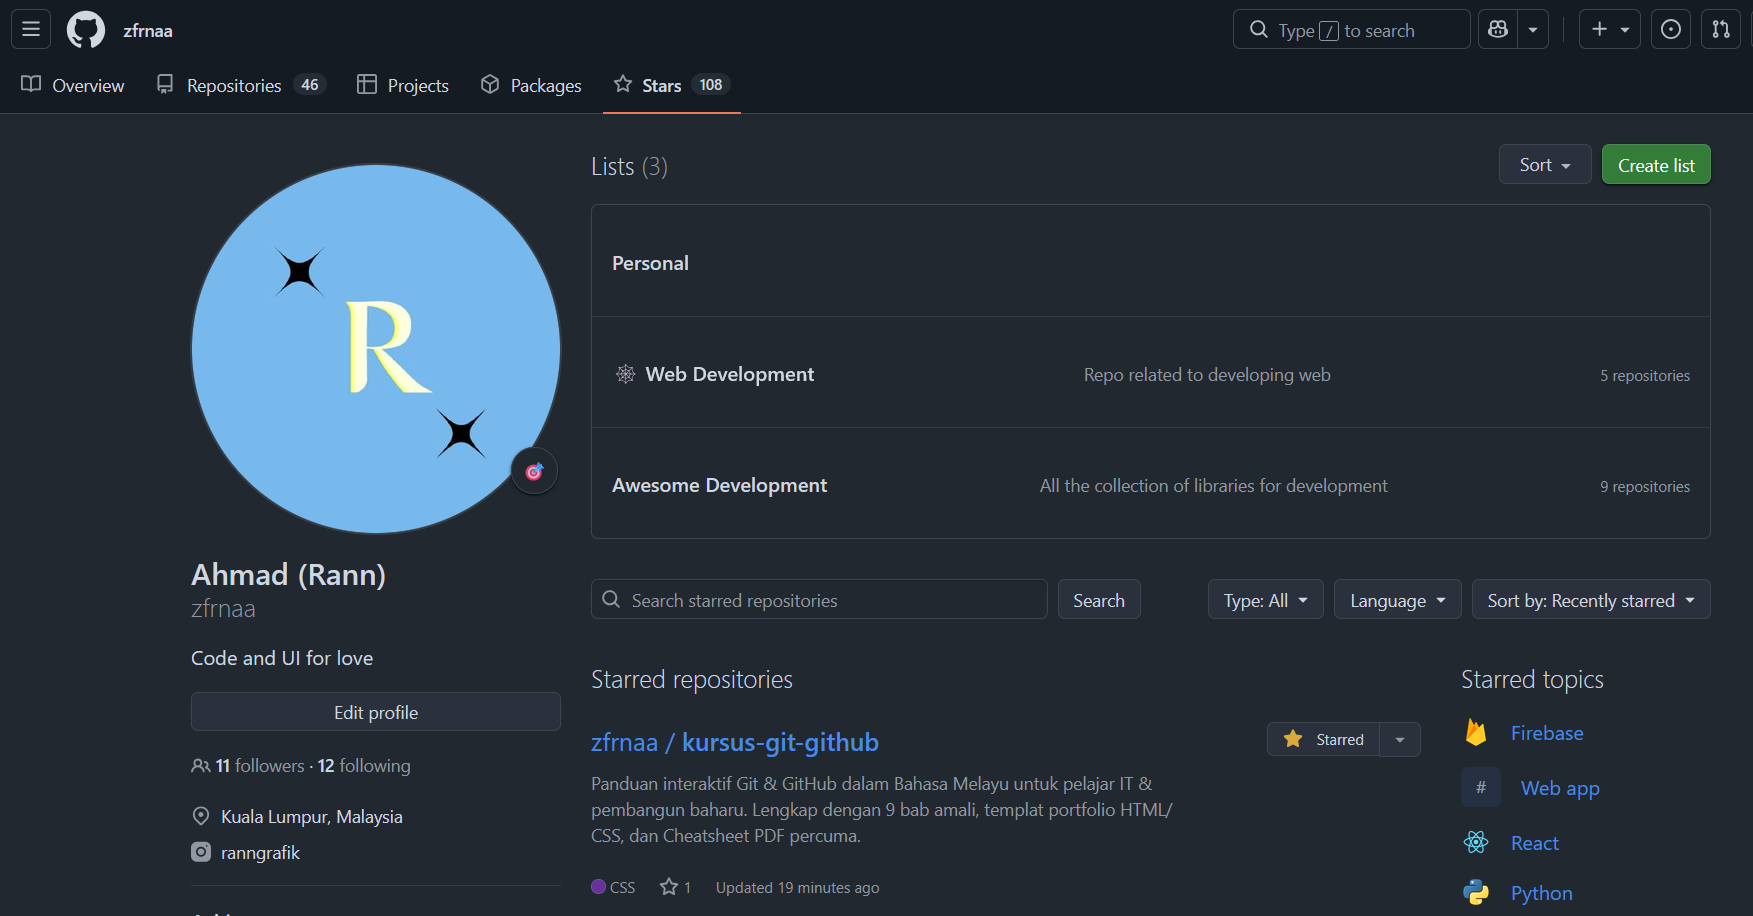 zfrnaa
Type / to search
Overview
Repositories 46
Projects
Packages
Stars 108
Lists (3)
Sort
Create list
Personal
Web Development
Repo related to developing web
5 repositories
Awesome Development
All the collection of libraries for development
9 repositories
R
Ahmad (Rann)
zfrnaa
Code and UI for love
Edit profile
11 followers · 12 following
Kuala Lumpur, Malaysia
ranngrafik
Search starred repositories
Search
Type: All
Language
Sort by: Recently starred
Starred repositories
zfrnaa / kursus-git-github
Starred
Panduan interaktif Git & GitHub dalam Bahasa Melayu untuk pelajar IT &
pembangun baharu. Lengkap dengan 9 bab amali, templat portfolio HTML/
CSS, dan Cheatsheet PDF percuma.
CSS
1
Updated 19 minutes ago
Starred topics
Firebase
# Web app
React
Python